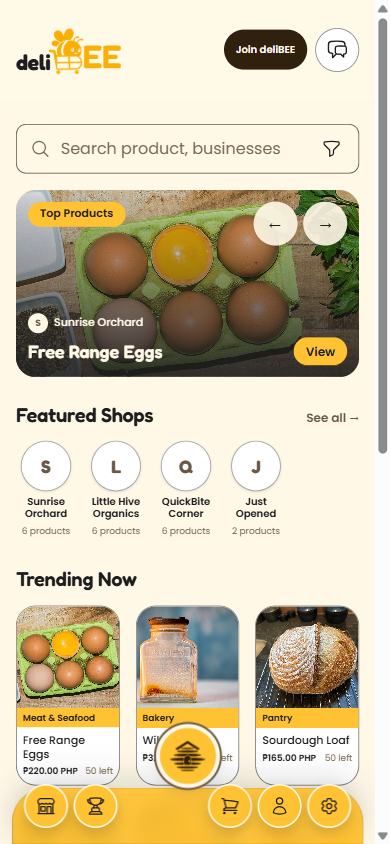 deli BEE
Join deliBEE
Search product, businesses
Top Products
← →
S Sunrise Orchard
Free Range Eggs
View
Featured Shops
See all →
S
L
Q
J
Sunrise Orchard
Little Hive Organics
QuickBite Corner
Just Opened
6 products
6 products
6 products
2 products
Trending Now
Meat & Seafood
Bakery
Pantry
Free Range Eggs
Sourdough Loaf
₱220.00 PHP 50 left
₱165.00 PHP 50 left